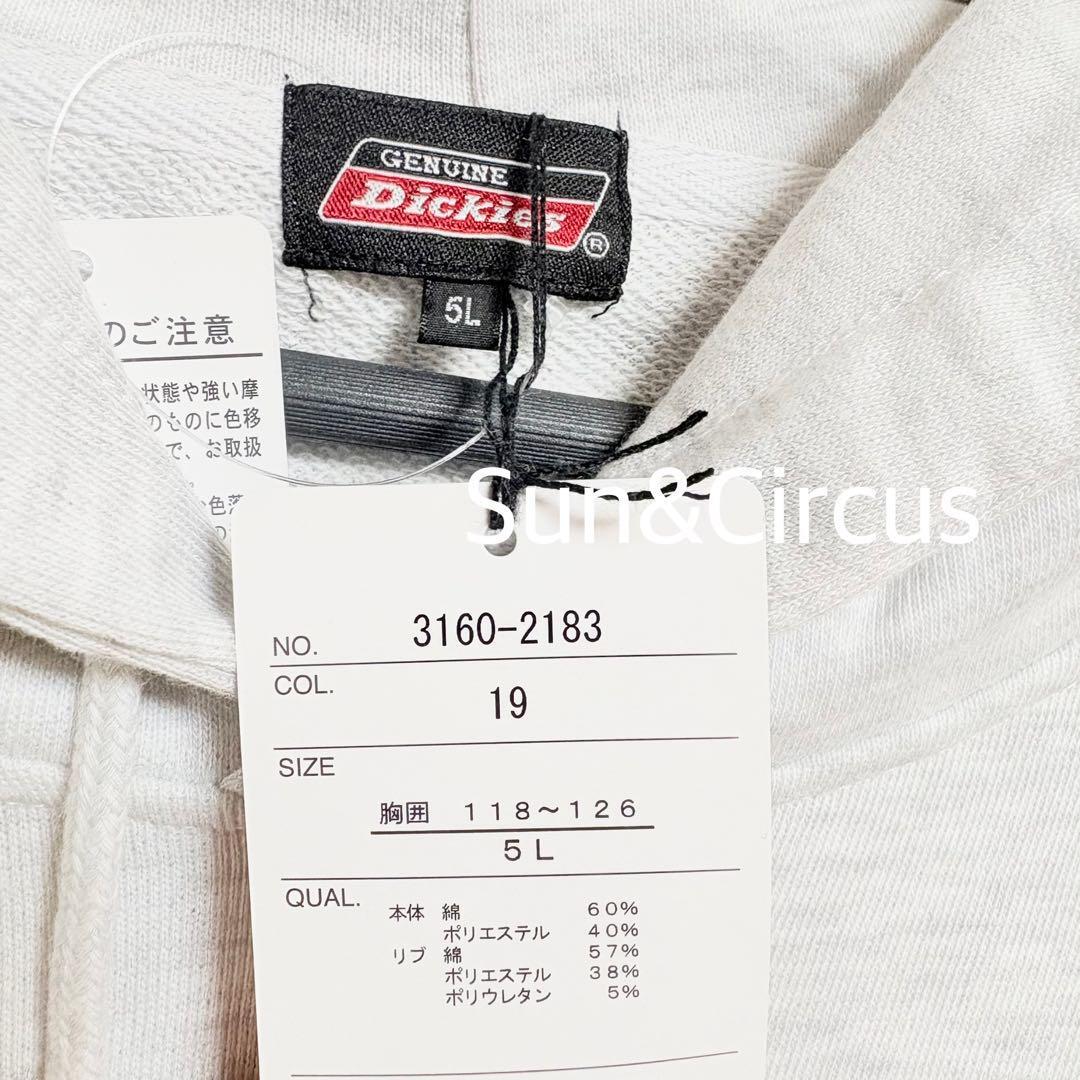 GENUINE
Dickies
®
5L
のご注意
状態や強い摩
のものに色移
で、お取扱
色落
の
Sun&Circus
NO. 3160-2183
COL. 19
SIZE
胸囲 118～126
5L
QUAL.
本体 綿 60%
ポリエステル 40%
リブ 綿 57%
ポリエステル 38%
ポリウレタン 5%